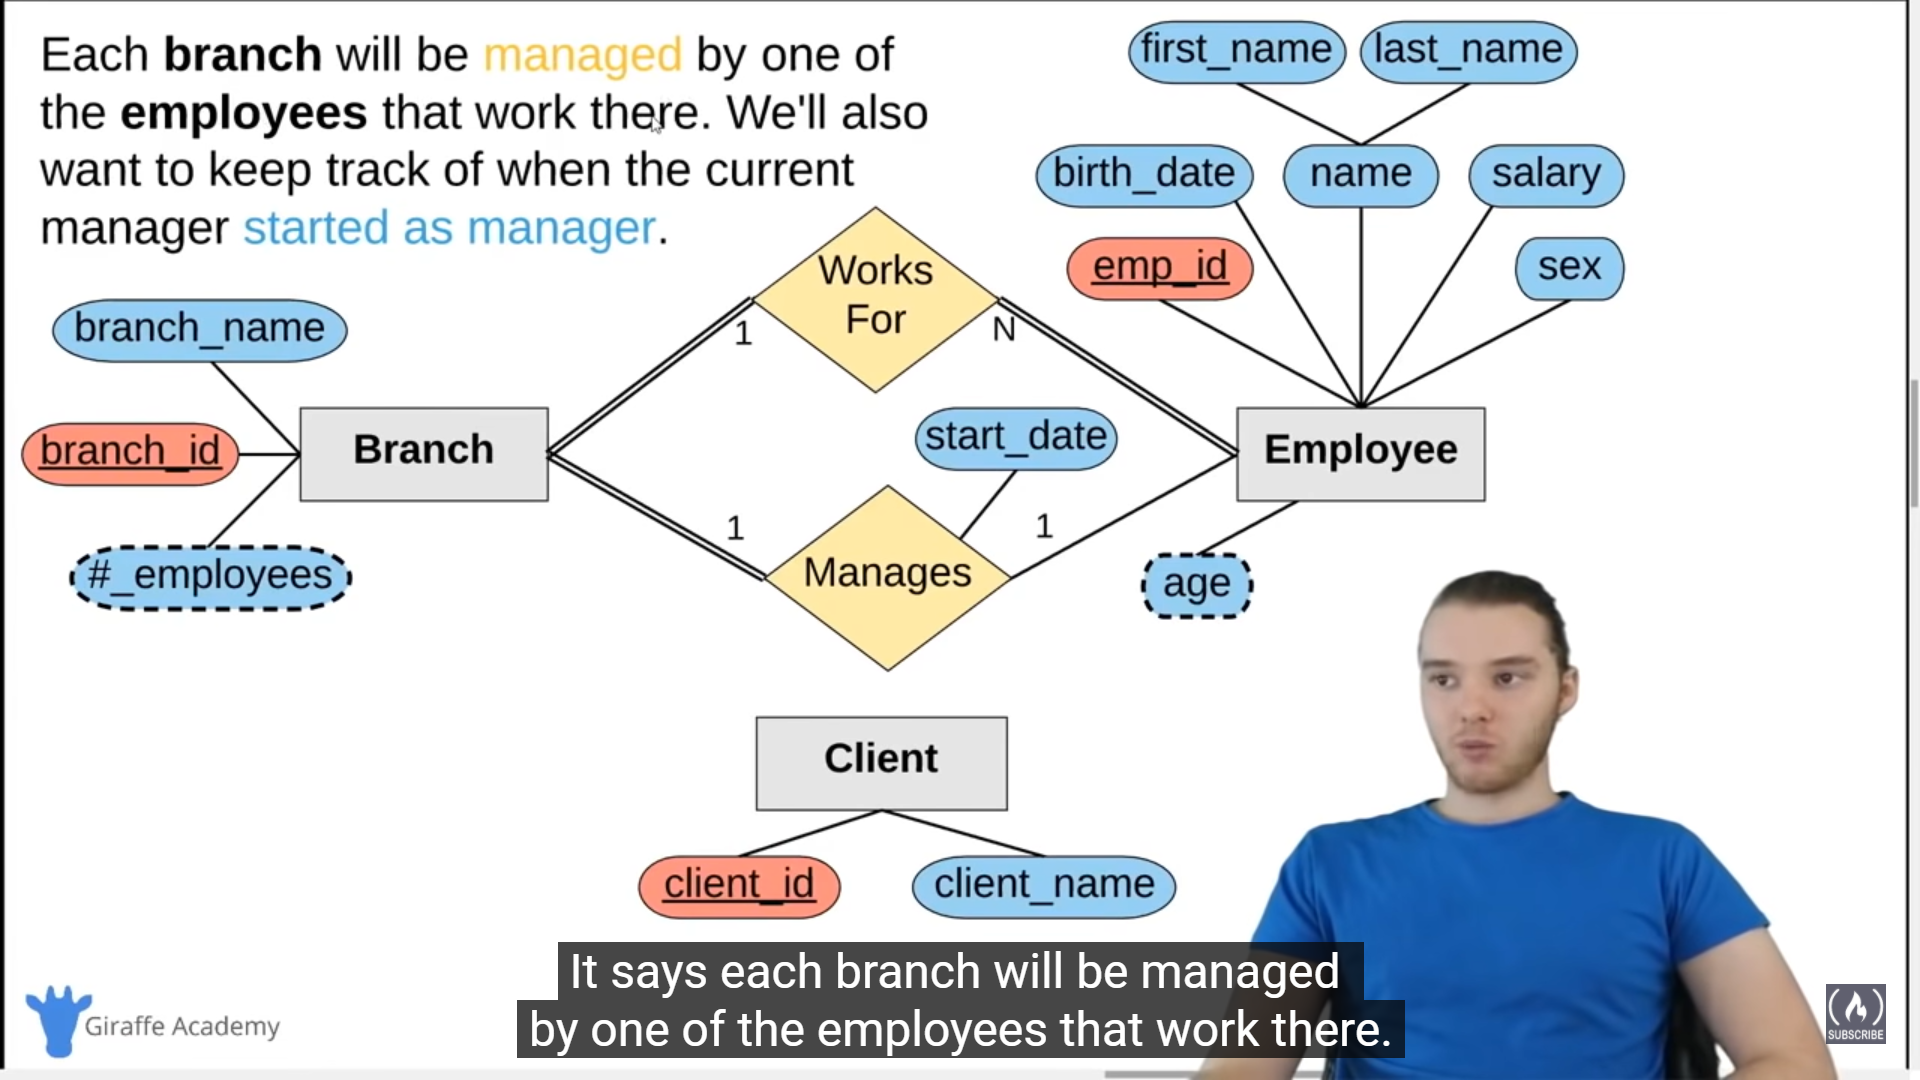 Each branch will be managed by one of
the employees that work there. We'll also
want to keep track of when the current
manager started as manager.
first_name
last_name
birth_date
name
salary
emp_id
sex
Works
For
1
N
branch_name
branch_id
#_employees
Branch
start_date
Employee
1
Manages
1
age
Client
client_id
client_name
It says each branch will be managed
by one of the employees that work there.
Giraffe Academy
SUBSCRIBE